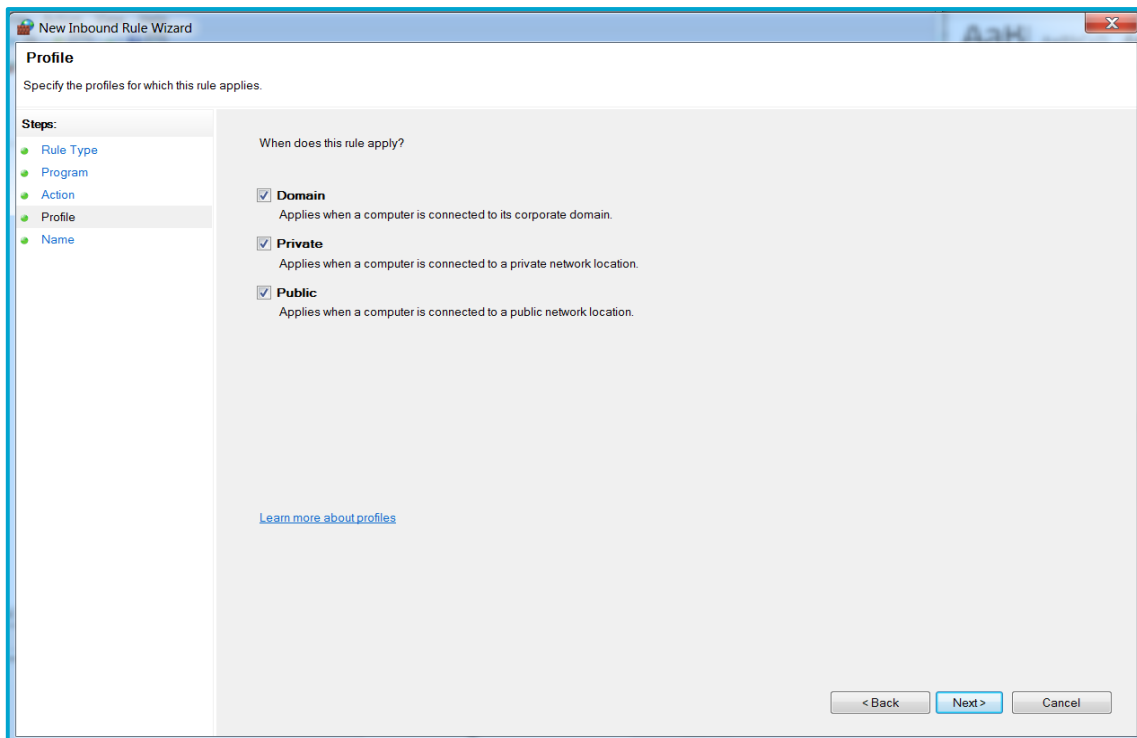 New Inbound Rule Wizard
X
Profile
Specify the profiles for which this rule applies.
Steps:
Rule Type
Program
Action
Profile
Name
When does this rule apply?
Domain
Applies when a computer is connected to its corporate domain.
Private
Applies when a computer is connected to a private network location.
Public
Applies when a computer is connected to a public network location.
Learn more about profiles
< Back
Next >
Cancel